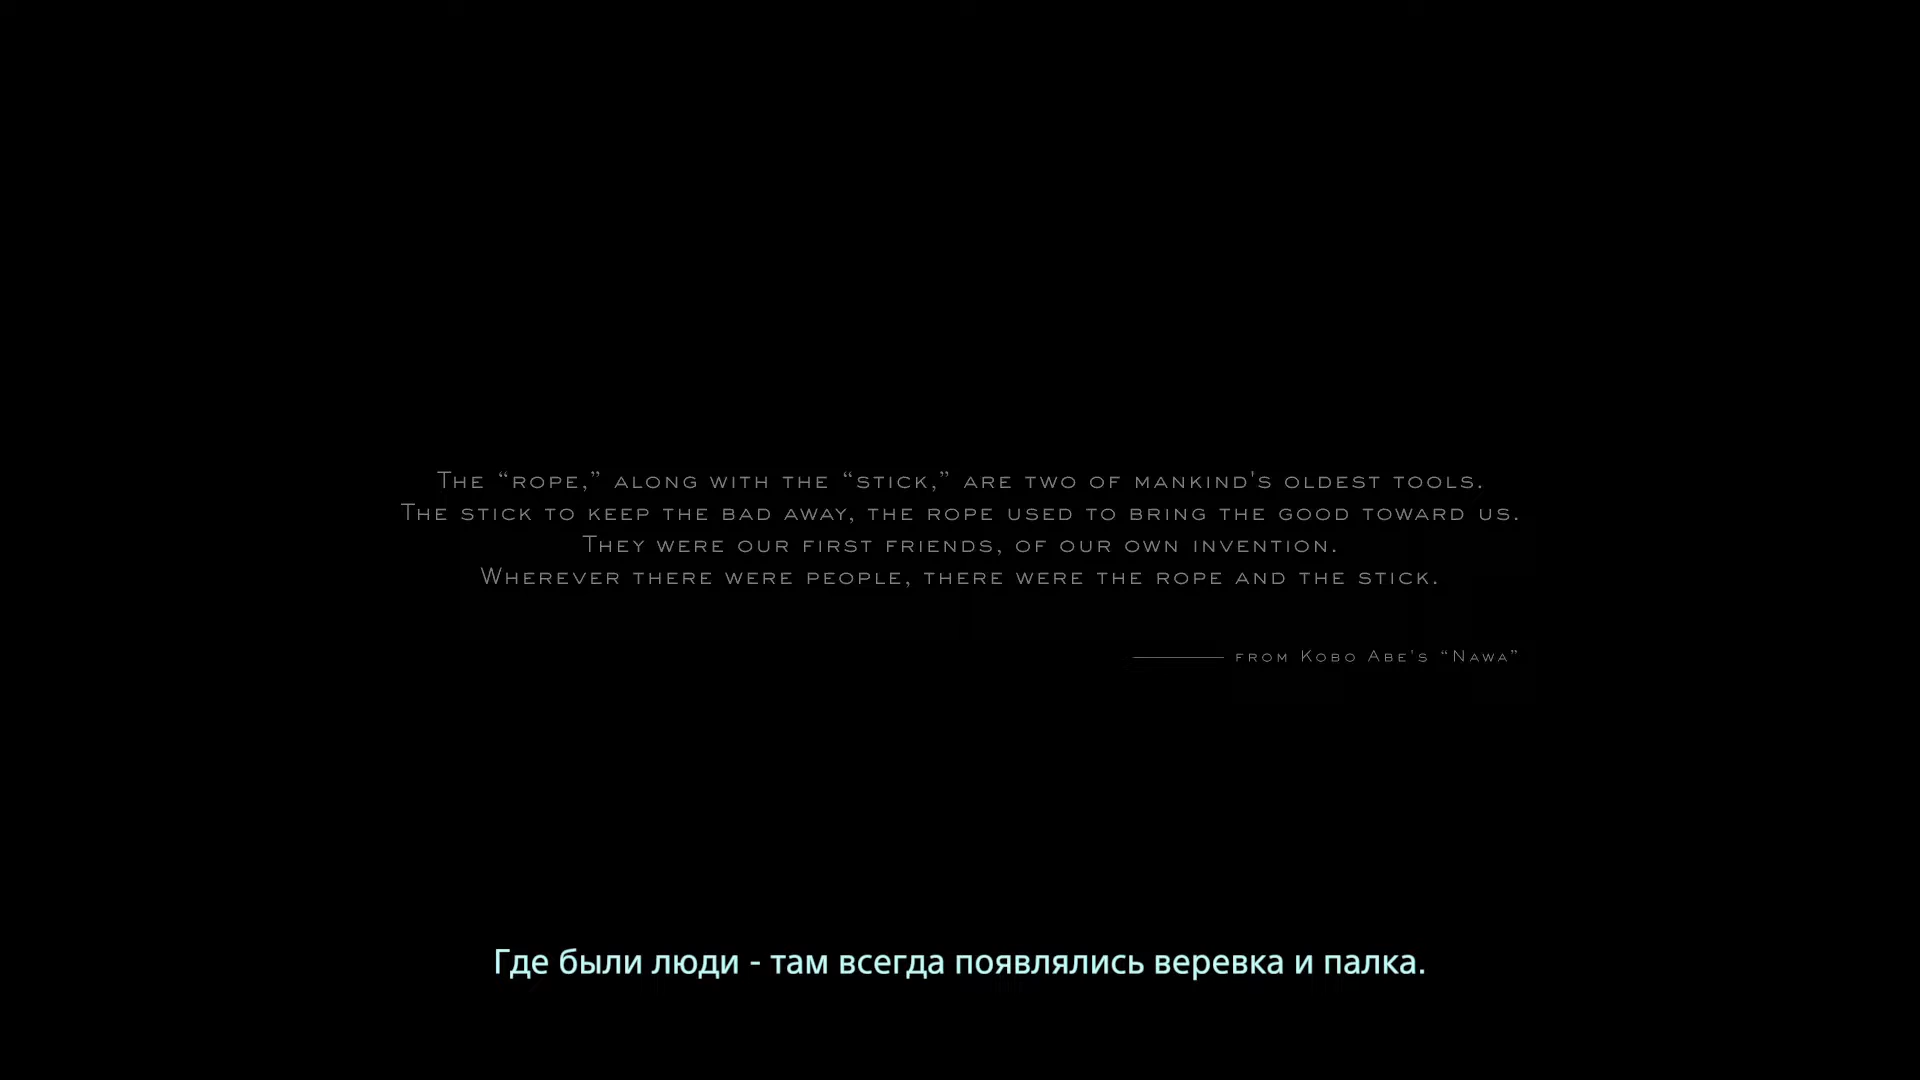 The “rope,” along with the “stick,” are two of mankind's oldest tools.
The stick to keep the bad away, the rope used to bring the good toward us.
They were our first friends, of our own invention.
Wherever there were people, there were the rope and the stick.
from Kobo Abe's “Nawa”
Где были люди - там всегда появлялись веревка и палка.